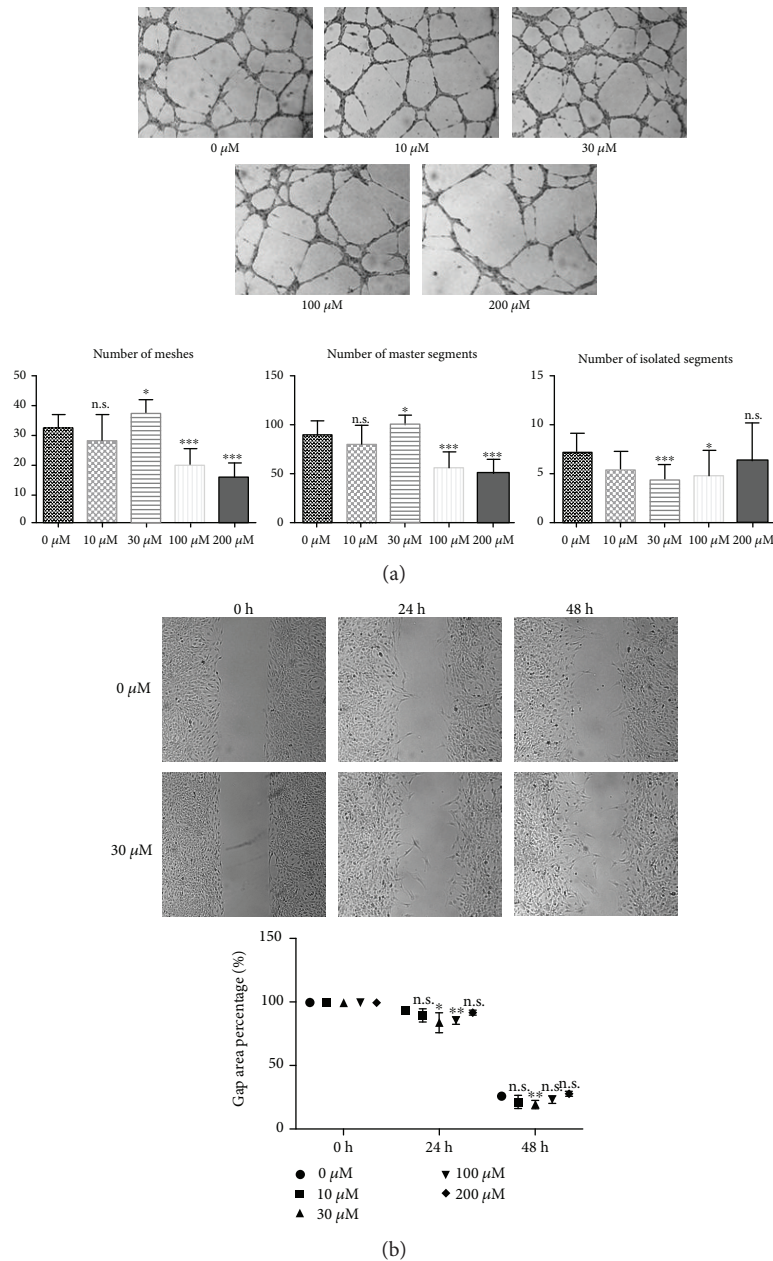 0 μM
10 μM
30 μM
100 μM
200 μM
Number of meshes
50
40
30
20
10
0
n.s.
*
***
***
0 μM
10 μM
30 μM
100 μM
200 μM
Number of master segments
150
100
50
0
n.s.
*
***
***
0 μM
10 μM
30 μM
100 μM
200 μM
Number of isolated segments
15
10
5
0
***
*
n.s.
0 μM
10 μM
30 μM
100 μM
200 μM
(a)
0 h
24 h
48 h
0 μM
30 μM
Gap area percentage (%)
150
100
50
0
n.s.
*
**
n.s.
n.s.
**
n.s.
n.s.
0 h
24 h
48 h
0 μM
10 μM
30 μM
100 μM
200 μM
(b)